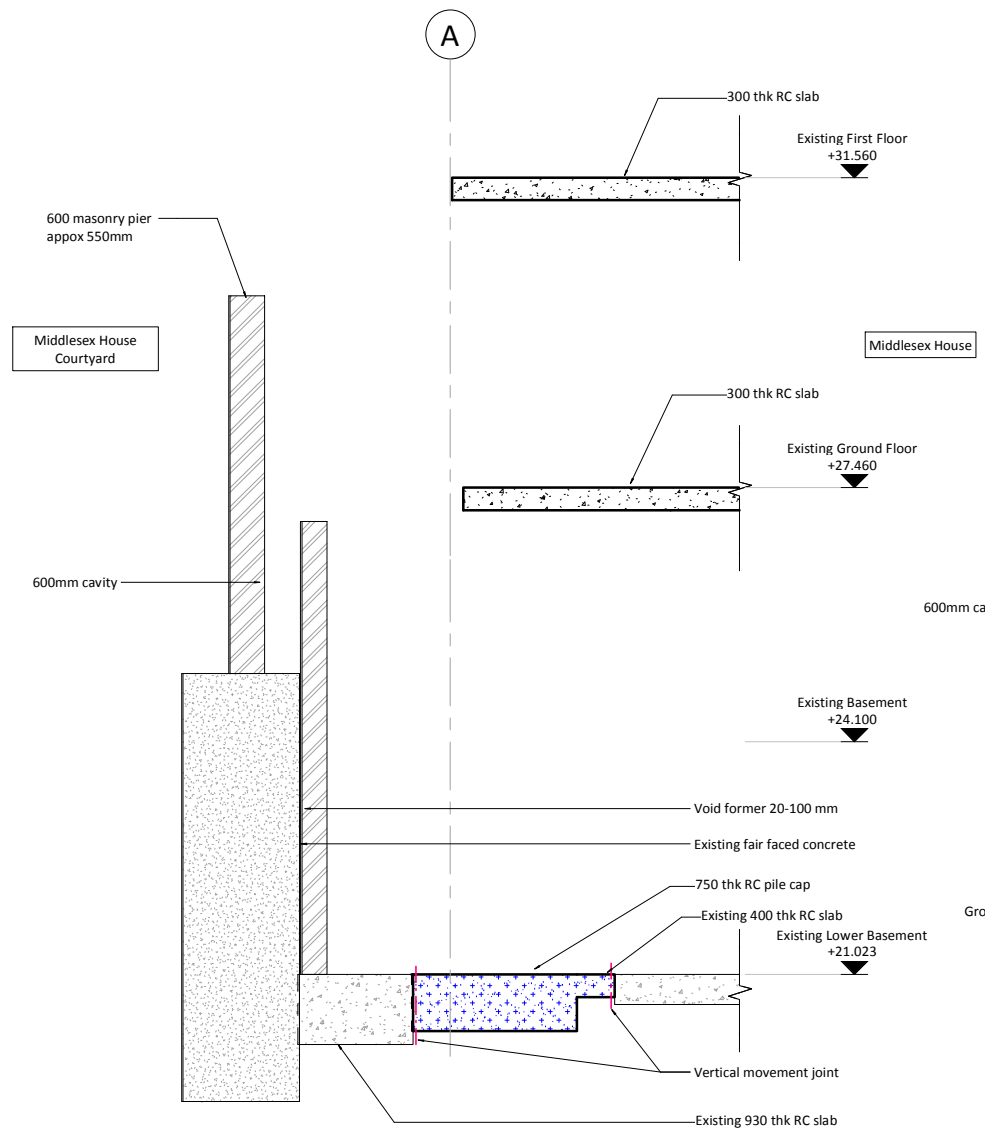 A
300 thk RC slab
Existing First Floor
+31.560
600 masonry pier
appox 550mm
Middlesex House
Courtyard
Middlesex House
300 thk RC slab
Existing Ground Floor
+27.460
600mm cavity
600mm ca
Existing Basement
+24.100
Void former 20-100 mm
Existing fair faced concrete
750 thk RC pile cap
Existing 400 thk RC slab
Gro
Existing Lower Basement
+21.023
Vertical movement joint
Existing 930 thk RC slab